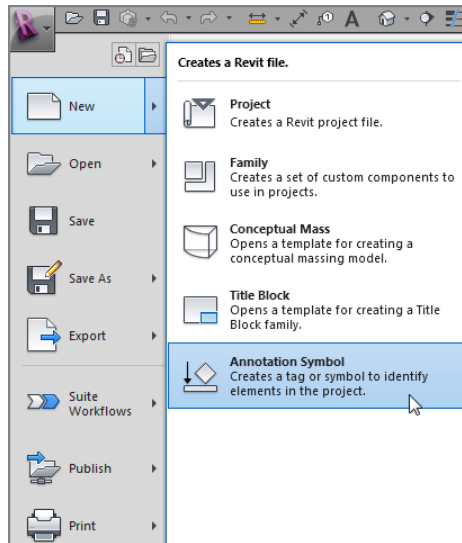 R
A
Creates a Revit file.
New
Project
Creates a Revit project file.
Family
Creates a set of custom components to
use in projects.
Open
Conceptual Mass
Opens a template for creating a
conceptual massing model.
Save
Title Block
Opens a template for creating a Title
Block family.
Save As
Annotation Symbol
Creates a tag or symbol to identify
elements in the project.
Export
Suite
Workflows
Publish
Print